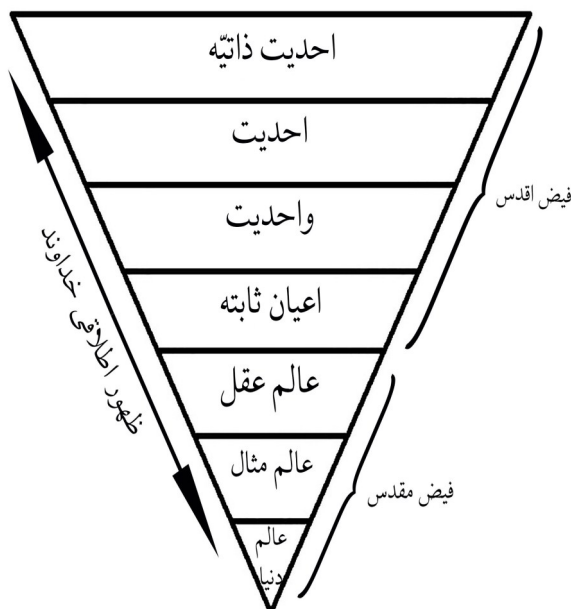 احدیت ذاتیّه
احدیت
واحدیت
اعیان ثابته
عالم عقل
عالم مثال
عالم
دنیا
فیض اقدس
فیض مقدس
ظهور اطلاقی خداوند